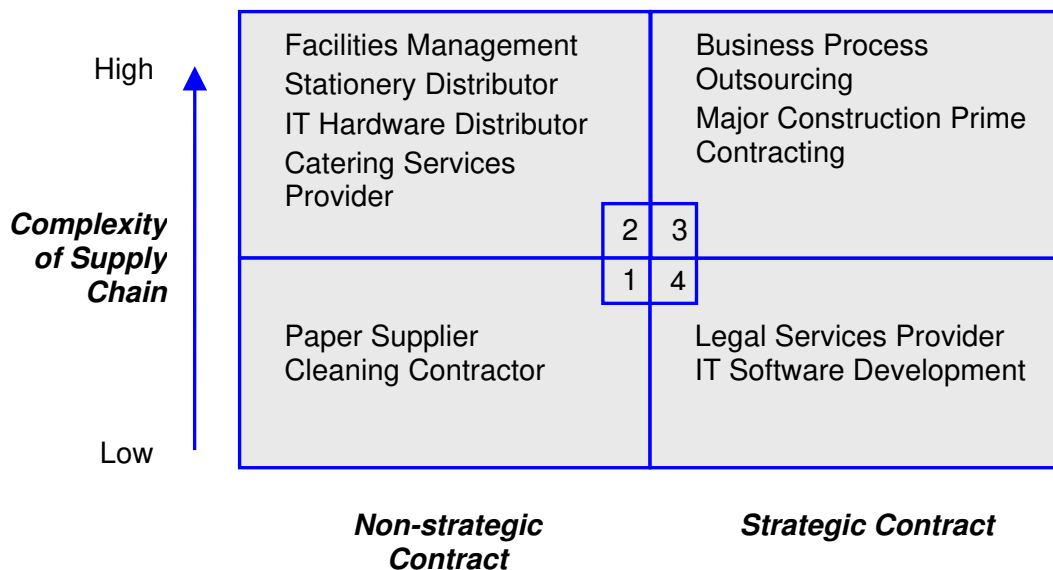 High
Facilities Management
Stationery Distributor
IT Hardware Distributor
Catering Services
Provider
Business Process
Outsourcing
Major Construction Prime
Contracting
Complexity
of Supply
Chain
2
3
1
4
Paper Supplier
Cleaning Contractor
Legal Services Provider
IT Software Development
Low
Non-strategic
Contract
Strategic Contract